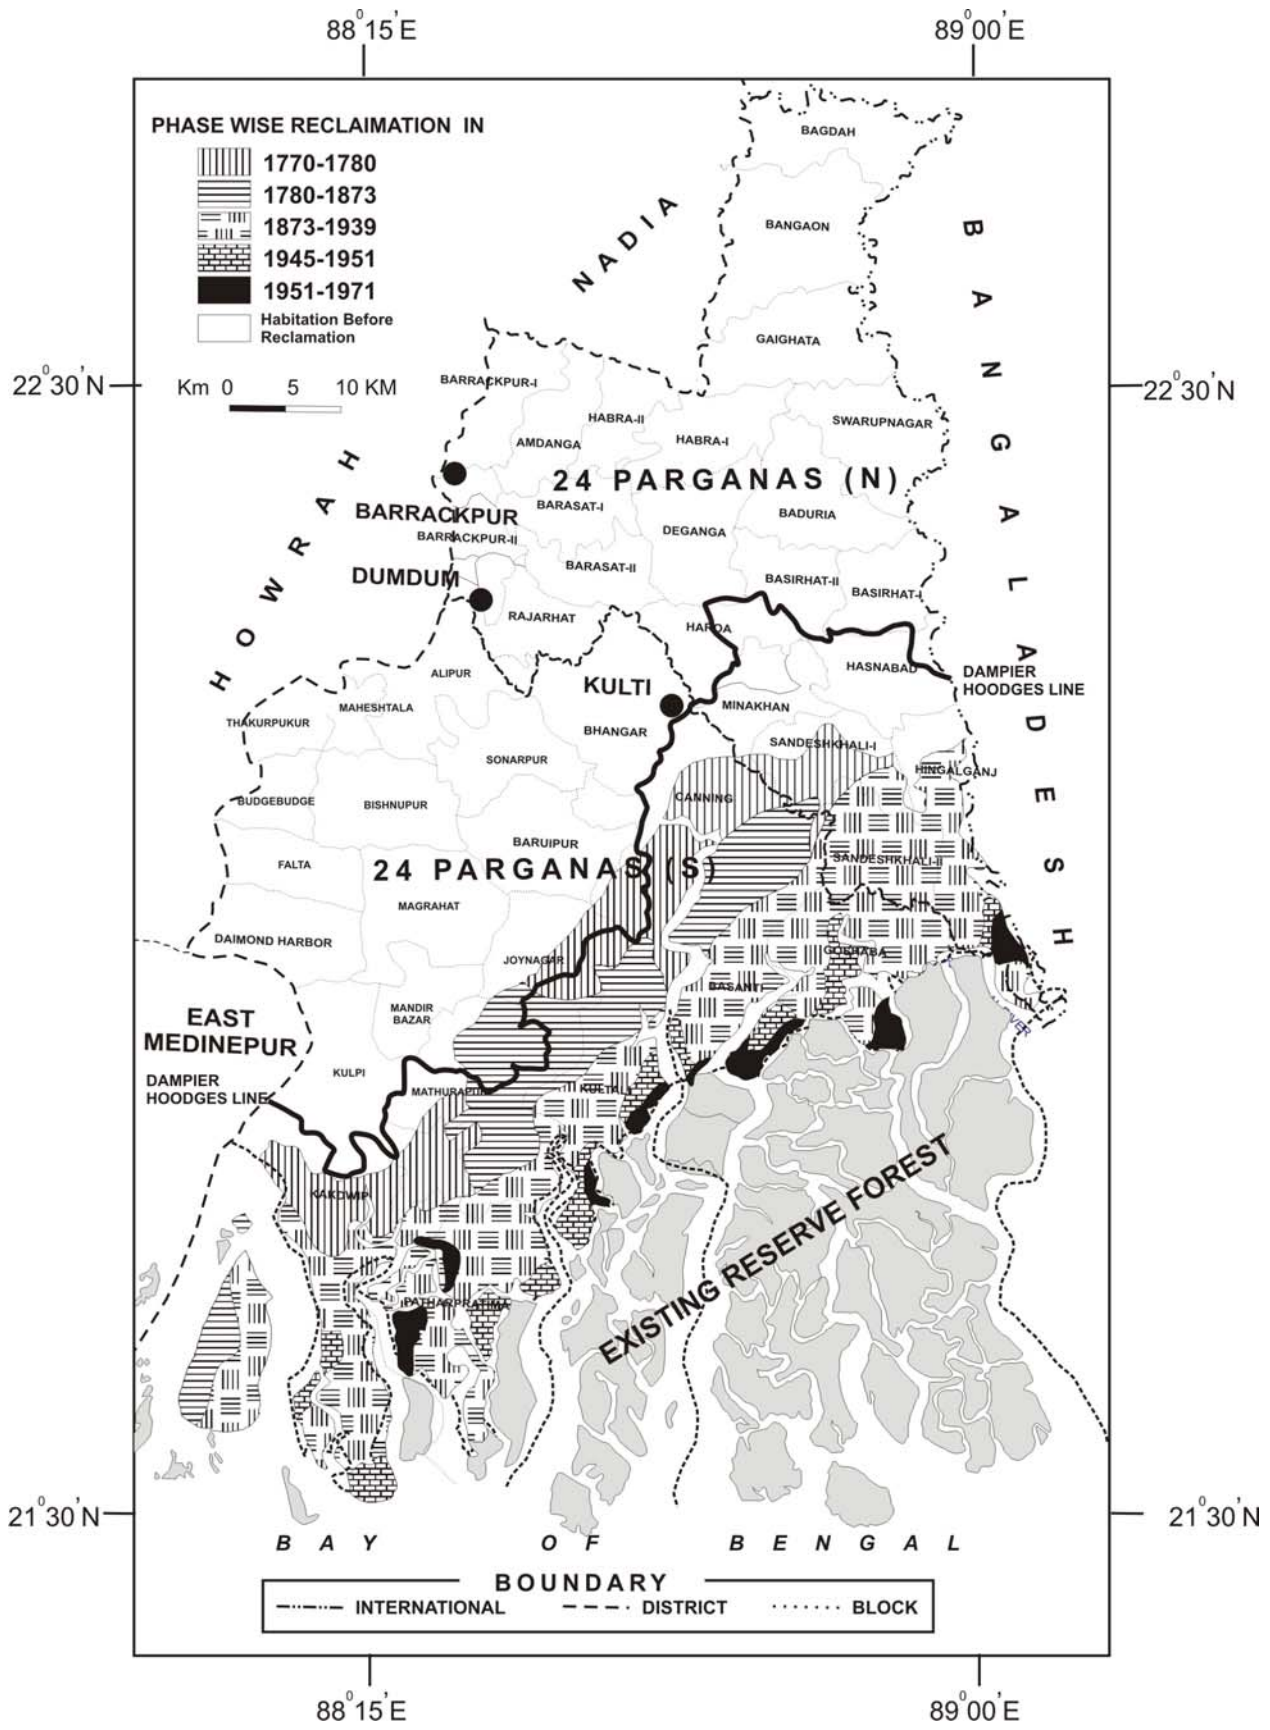 88°15'E
89°00'E
PHASE WISE RECLAIMATION IN
1770-1780
1780-1873
1873-1939
1945-1951
1951-1971
Habitation Before
Reclamation
Km 0 5 10 KM
22°30'N
22°30'N
NADIA
BANGALADESH
HOWRAH
BAGDAH
BANGAON
GAIGHATA
BARRACKPUR-I
HABRA-II
SWARUPNAGAR
AMDANGA
HABRA-I
24 PARGANAS (N)
BARASAT-I
BADURIA
BARRACKPUR
DEGANGA
BARRACKPUR-II
BARASAT-II
DUMDUM
BASIRHAT-II
BASIRHAT-I
RAJARHAT
HAROA
ALIPUR
HASNABAD
DAMPIER
HOODGES LINE
KULTI
MAHESHTALA
MINAKHAN
THAKURPUKUR
BHANGAR
SANDESHKHALI-I
SONARPUR
HINGALGANJ
CANNING
BUDGEBUDGE
BISHNUPUR
BARUIPUR
SANDESHKHALI-II
FALTA
24 PARGANAS (S)
MAGRAHAT
DAIMOND HARBOR
GOSHABA
JOYNAGAR
BASANTI
MANDIR
BAZAR
EAST
MEDINEPUR
KULPI
DAMPIER
HOODGES LINE
MATHURAPUR
KULTALI
KAKDWIP
EXISTING RESERVE FOREST
PATHARPRATIMA
21°30'N
21°30'N
BAY OF BENGAL
BOUNDARY
INTERNATIONAL DISTRICT BLOCK
88°15'E
89°00'E